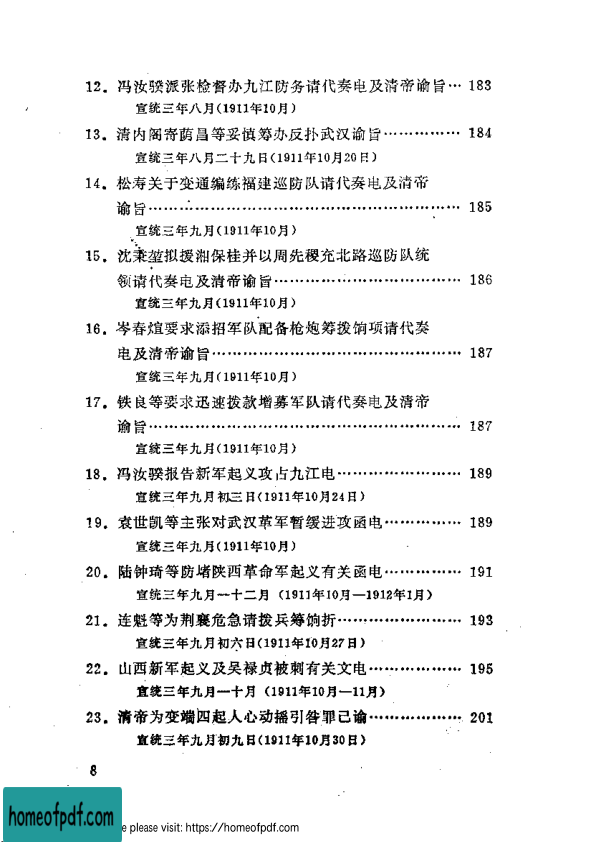 12．冯汝骙派张检督办九江防务请代奏电及清帝谕旨… 183
宣统三年八月(1911年10月)
13．清内阁寄荫昌等妥慎筹办反扑武汉谕旨…………… 184
宣统三年八月二十九日(1911年10月20日)
14．松寿关于变通编练福建巡防队请代奏电及清帝
谕旨…………………………………………………… 185
宣统三年九月(1911年10月)
15．沈秉堃拟援湘保桂并以周先稷充北路巡防队统
领请代奏电及清帝谕旨……………………………… 186
宣统三年九月(1911年10月)
16．岑春煊要求添招军队配备枪炮筹拨饷项请代奏
电及清帝谕旨………………………………………… 187
宣统三年九月(1911年10月)
17．铁良等要求迅速拨款增募军队请代奏电及清帝
谕旨…………………………………………………… 187
宣统三年九月(1911年10月)
18．冯汝骙报告新军起义攻占九江电…………………… 189
宣统三年九月初三日(1911年10月24日)
19．袁世凯等主张对武汉革军暂缓进攻函电…………… 189
宣统三年九月(1911年10月)
20．陆钟琦等防堵陕西革命军起义有关函电…………… 191
宣统三年九月—十二月 (1911年10月—1912年1月)
21．连魁等为荆襄危急请拨兵筹饷折…………………… 193
宣统三年九月初六日(1911年10月27日)
22．山西新军起义及吴禄贞被刺有关文电……………… 195
宣统三年九月—十月 (1911年10月—11月)
23．清帝为变端四起人心动摇引咎罪己谕……………… 201
宣统三年九月初九日(1911年10月30日)
8
homeofpdf.com
e please visit: https://homeofpdf.com